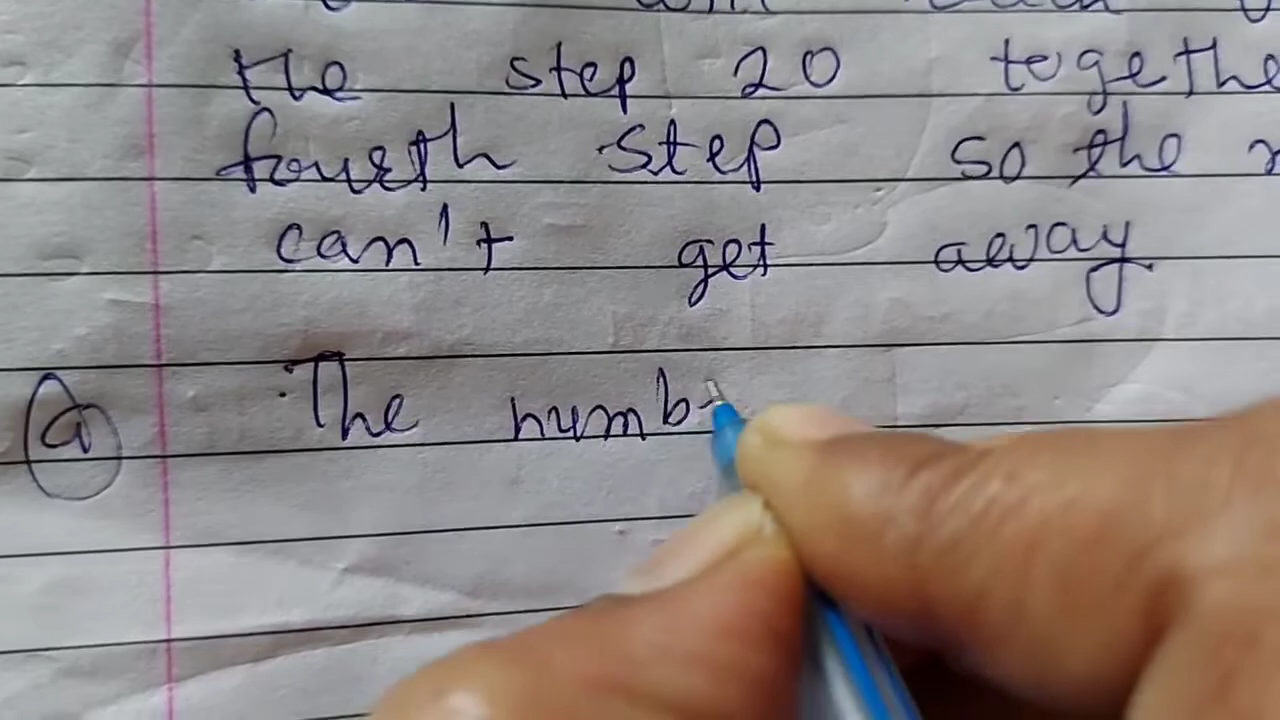 the step 20 togethe
fourth step so the
can't get away
a The numb